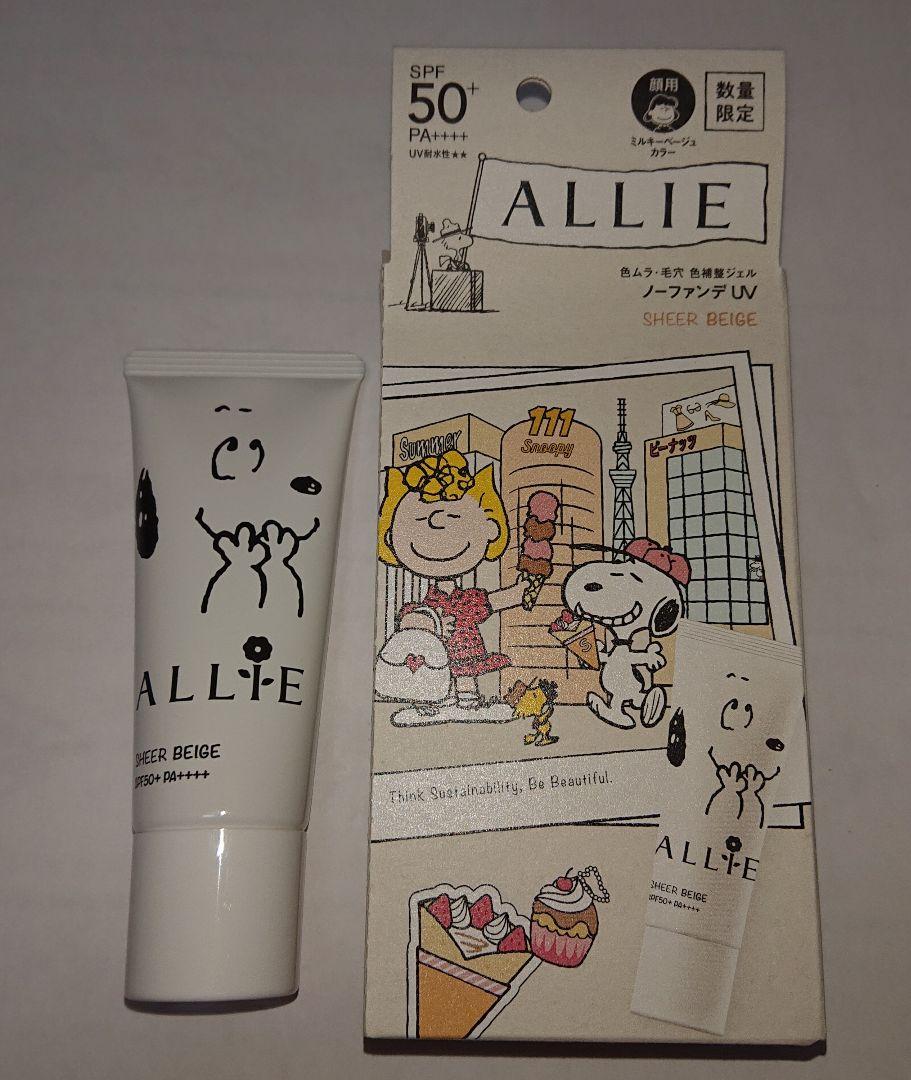 SPF
50+
PA++++
UV耐水性★★
顔用
ミルキーベージュ
カラー
数量
限定
ALLIE
色ムラ・毛穴 色補整ジェル
ノーファンデ UV
SHEER BEIGE
Summer
111
Snoopy
ピーナッツ
S
Think Sustainability, Be Beautiful.
ALLiE
SHEER BEIGE
SPF50+ PA++++
ALLiE
SHEER BEIGE
SPF50+ PA++++